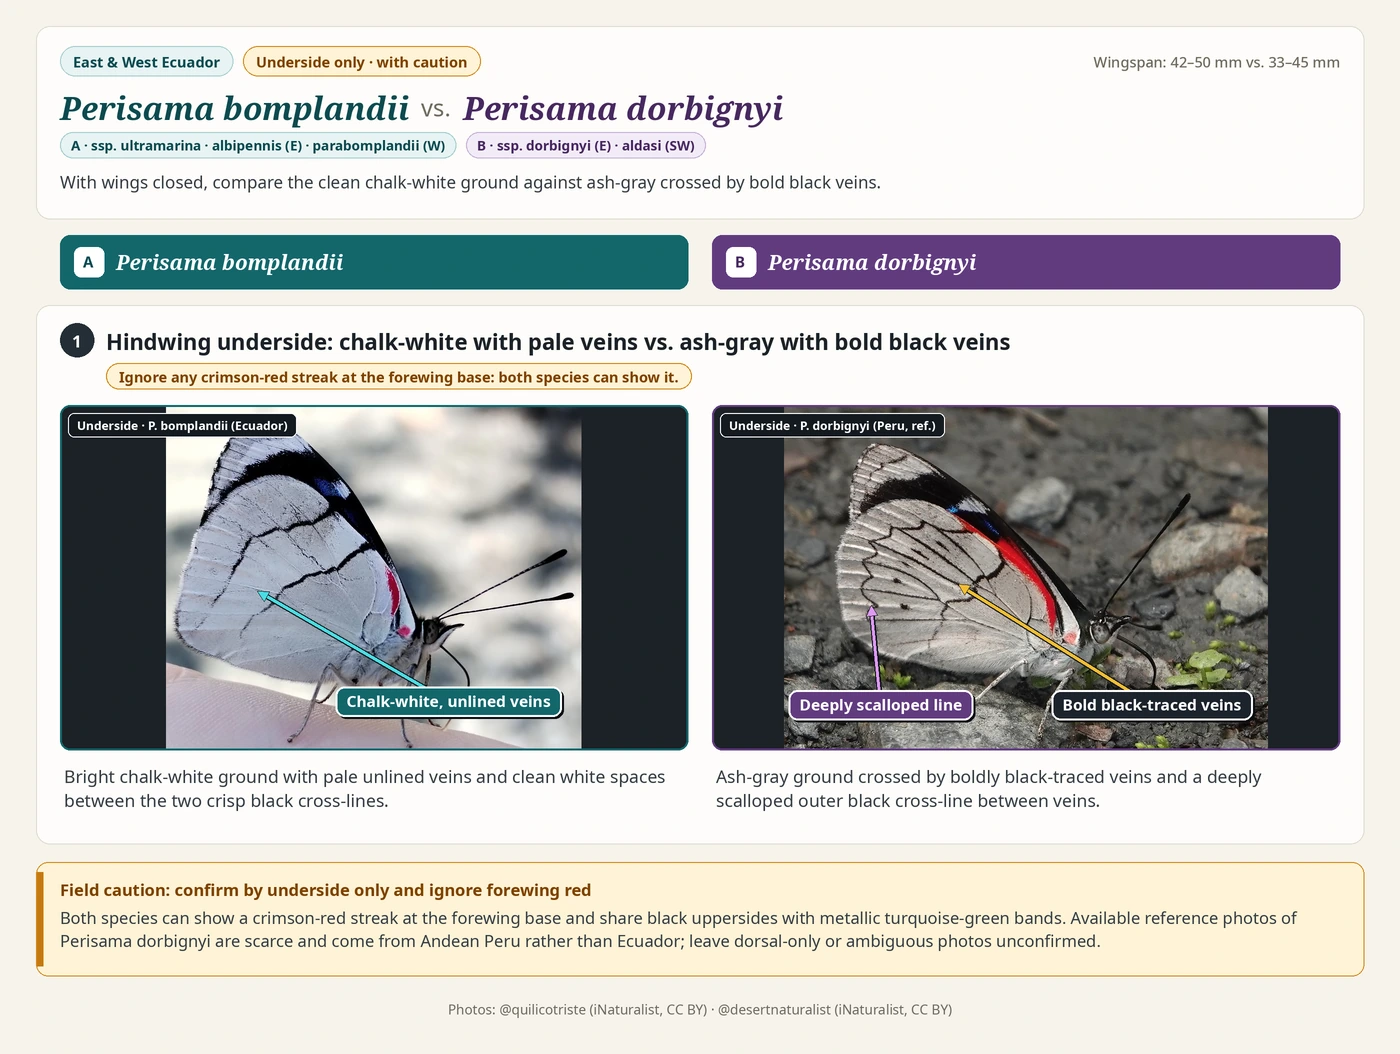 East & West Ecuador
Underside only · with caution
Wingspan: 42–50 mm vs. 33–45 mm
Perisama bomplandii vs. Perisama dorbignyi
A · ssp. ultramarina · albipennis (E) · parabomplandii (W)
B · ssp. dorbignyi (E) · aldasi (SW)
With wings closed, compare the clean chalk-white ground against ash-gray crossed by bold black veins.
A Perisama bomplandii
B Perisama dorbignyi
1 Hindwing underside: chalk-white with pale veins vs. ash-gray with bold black veins
Ignore any crimson-red streak at the forewing base: both species can show it.
Underside · P. bomplandii (Ecuador)
Chalk-white, unlined veins
Underside · P. dorbignyi (Peru, ref.)
Deeply scalloped line
Bold black-traced veins
Bright chalk-white ground with pale unlined veins and clean white spaces
between the two crisp black cross-lines.
Ash-gray ground crossed by boldly black-traced veins and a deeply
scalloped outer black cross-line between veins.
Field caution: confirm by underside only and ignore forewing red
Both species can show a crimson-red streak at the forewing base and share black uppersides with metallic turquoise-green bands. Available reference photos of
Perisama dorbignyi are scarce and come from Andean Peru rather than Ecuador; leave dorsal-only or ambiguous photos unconfirmed.
Photos: @quilicotriste (iNaturalist, CC BY) · @desertnaturalist (iNaturalist, CC BY)